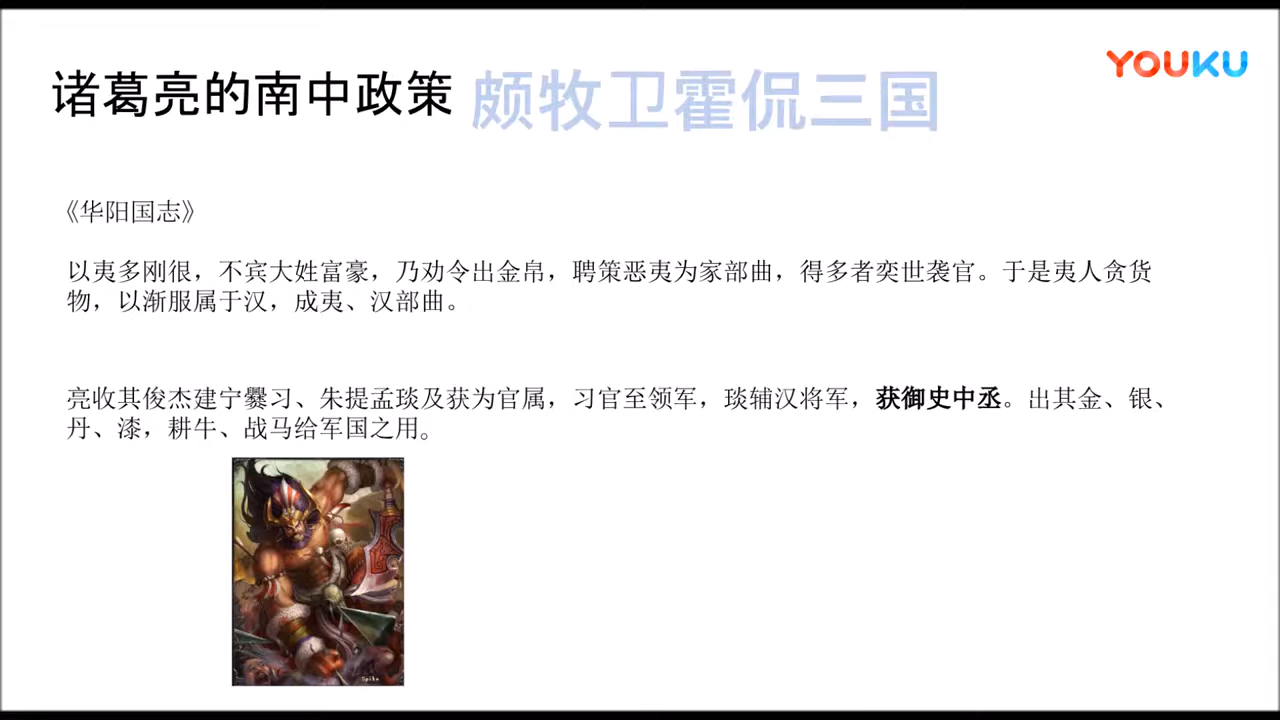 诸葛亮的南中政策
颇牧卫霍侃三国
YOUKU
《华阳国志》
以夷多刚很，不宾大姓富豪，乃劝令出金帛，聘策恶夷为家部曲，得多者奕世袭官。于是夷人贪货
物，以渐服属于汉，成夷、汉部曲。
亮收其俊杰建宁爨习、朱提孟琰及获为官属，习官至领军，琰辅汉将军，获御史中丞。出其金、银、
丹、漆，耕牛、战马给军国之用。
Spike